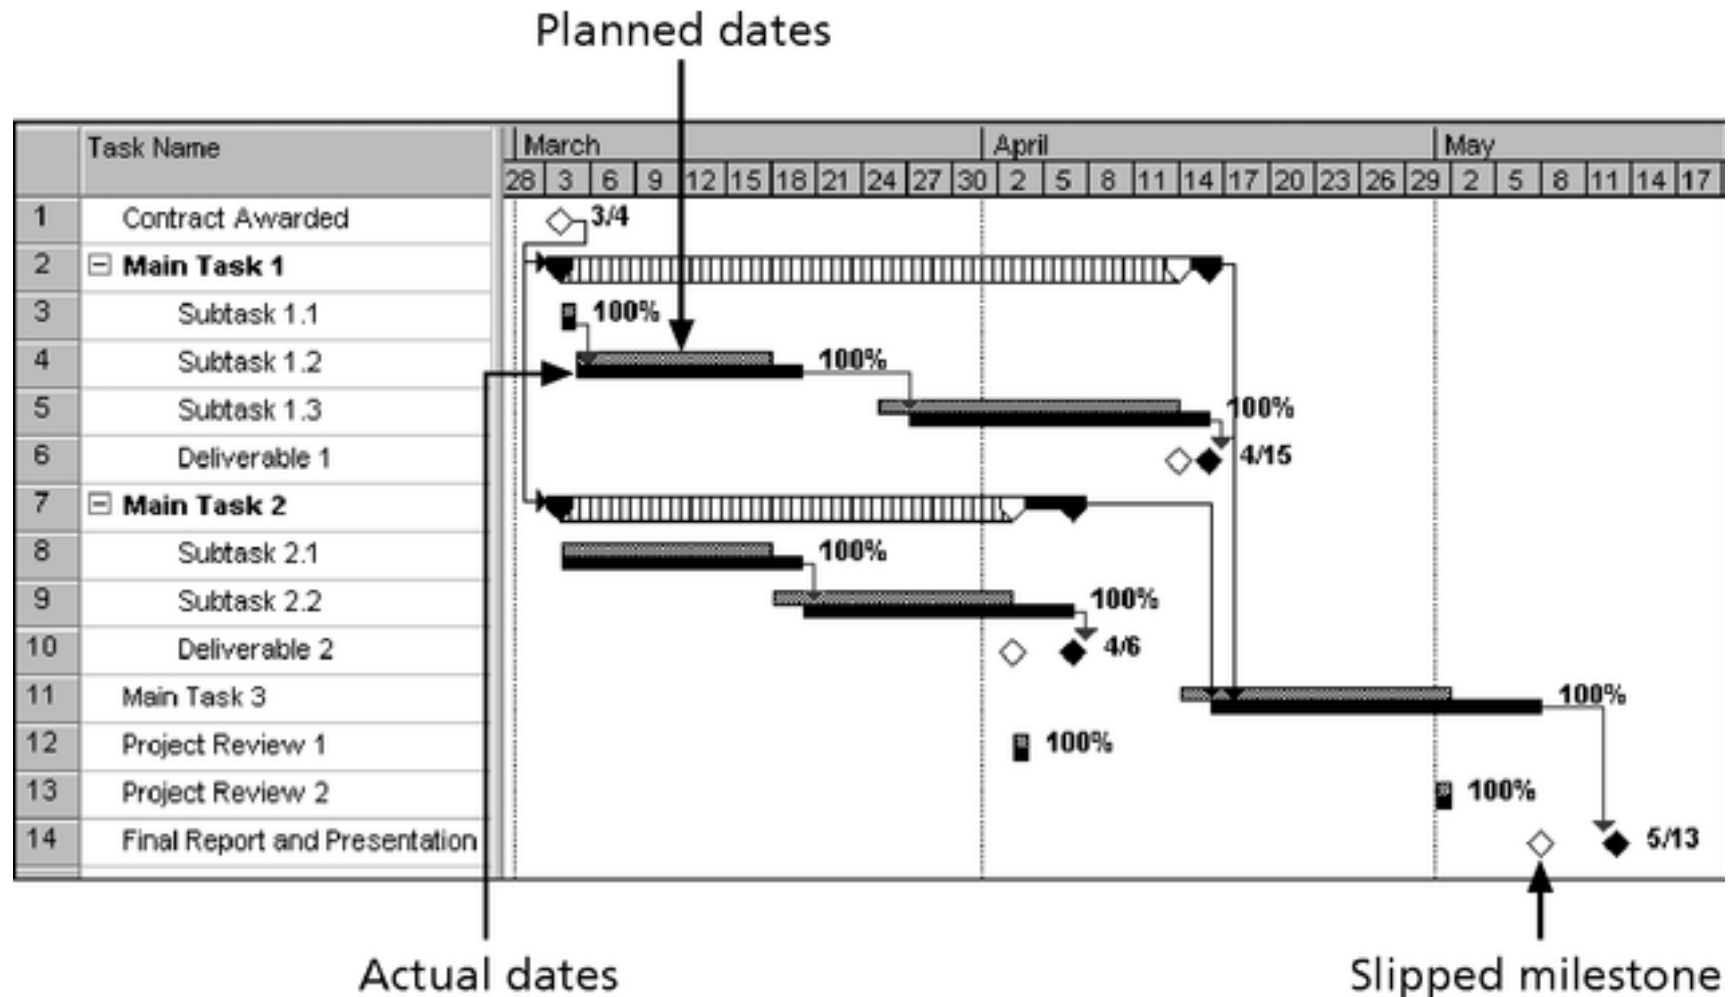 Planned dates
Task Name March April May
28 3 6 9 12 15 18 21 24 27 30 2 5 8 11 14 17 20 23 26 29 2 5 8 11 14 17
1 Contract Awarded 3/4
2 Main Task 1
3 Subtask 1.1 100%
4 Subtask 1.2 100%
5 Subtask 1.3 100%
6 Deliverable 1 4/15
7 Main Task 2
8 Subtask 2.1 100%
9 Subtask 2.2 100%
10 Deliverable 2 4/6
11 Main Task 3 100%
12 Project Review 1 100%
13 Project Review 2 100%
14 Final Report and Presentation 5/13
Actual dates Slipped milestone